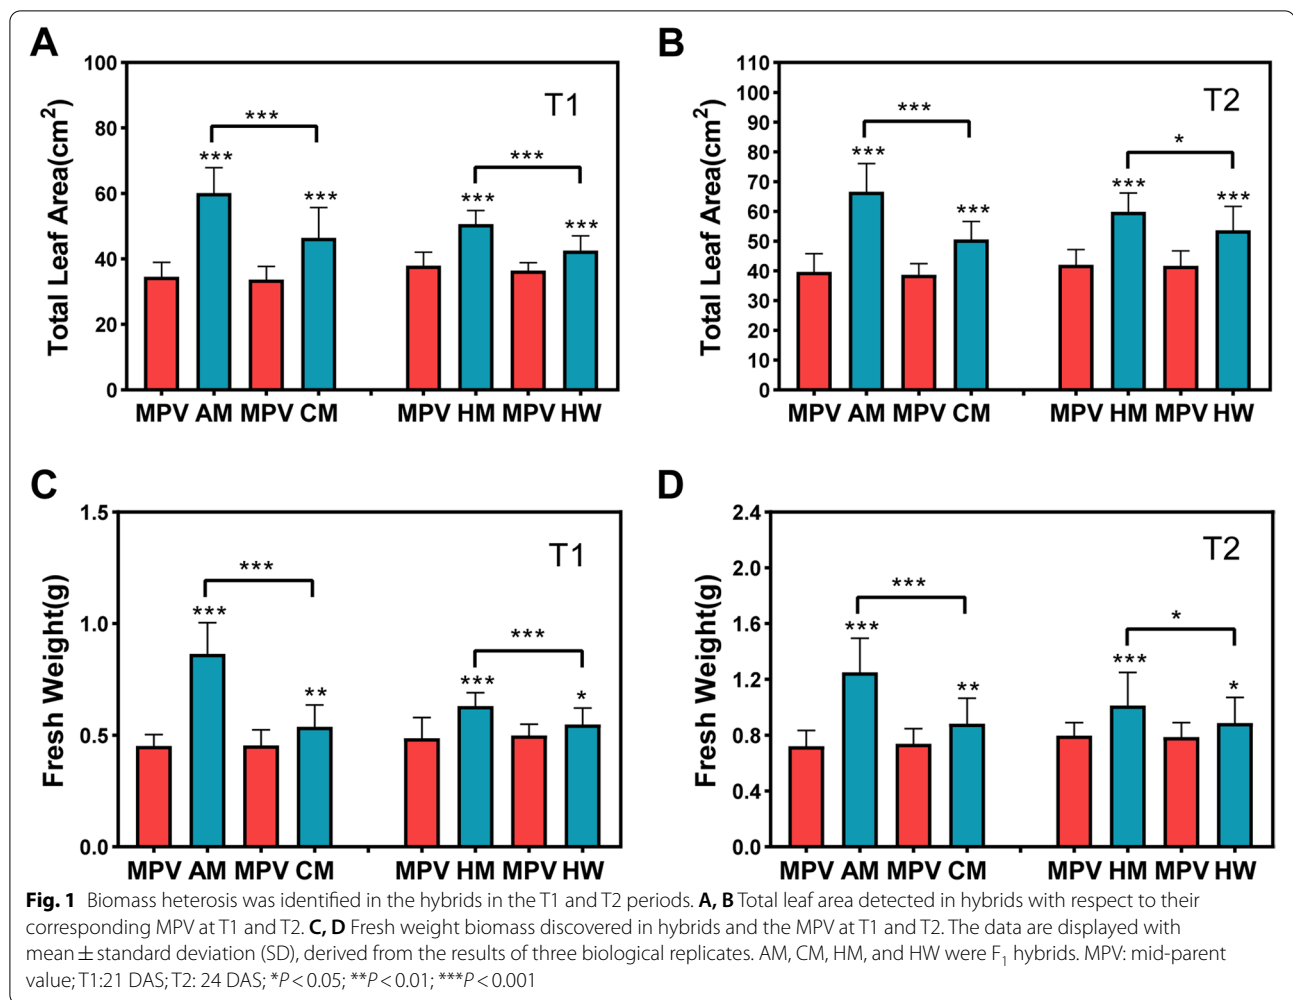 A
T1
Total Leaf Area(cm²)
100
80
60
40
20
0
***
***
***
***
***
***
MPV AM MPV CM MPV HM MPV HW
B
T2
Total Leaf Area(cm²)
110
100
90
80
70
60
50
40
30
20
10
0
***
***
***
*
***
***
MPV AM MPV CM MPV HM MPV HW
C
T1
Fresh Weight(g)
1.5
1.0
0.5
0.0
***
***
**
***
***
*
MPV AM MPV CM MPV HM MPV HW
D
T2
Fresh Weight(g)
2.4
2.0
1.6
1.2
0.8
0.4
0.0
***
***
**
*
***
*
MPV AM MPV CM MPV HM MPV HW
Fig. 1 Biomass heterosis was identified in the hybrids in the T1 and T2 periods. A, B Total leaf area detected in hybrids with respect to their
corresponding MPV at T1 and T2. C, D Fresh weight biomass discovered in hybrids and the MPV at T1 and T2. The data are displayed with
mean ± standard deviation (SD), derived from the results of three biological replicates. AM, CM, HM, and HW were F₁ hybrids. MPV: mid-parent
value; T1:21 DAS; T2: 24 DAS; *P < 0.05; **P < 0.01; ***P < 0.001